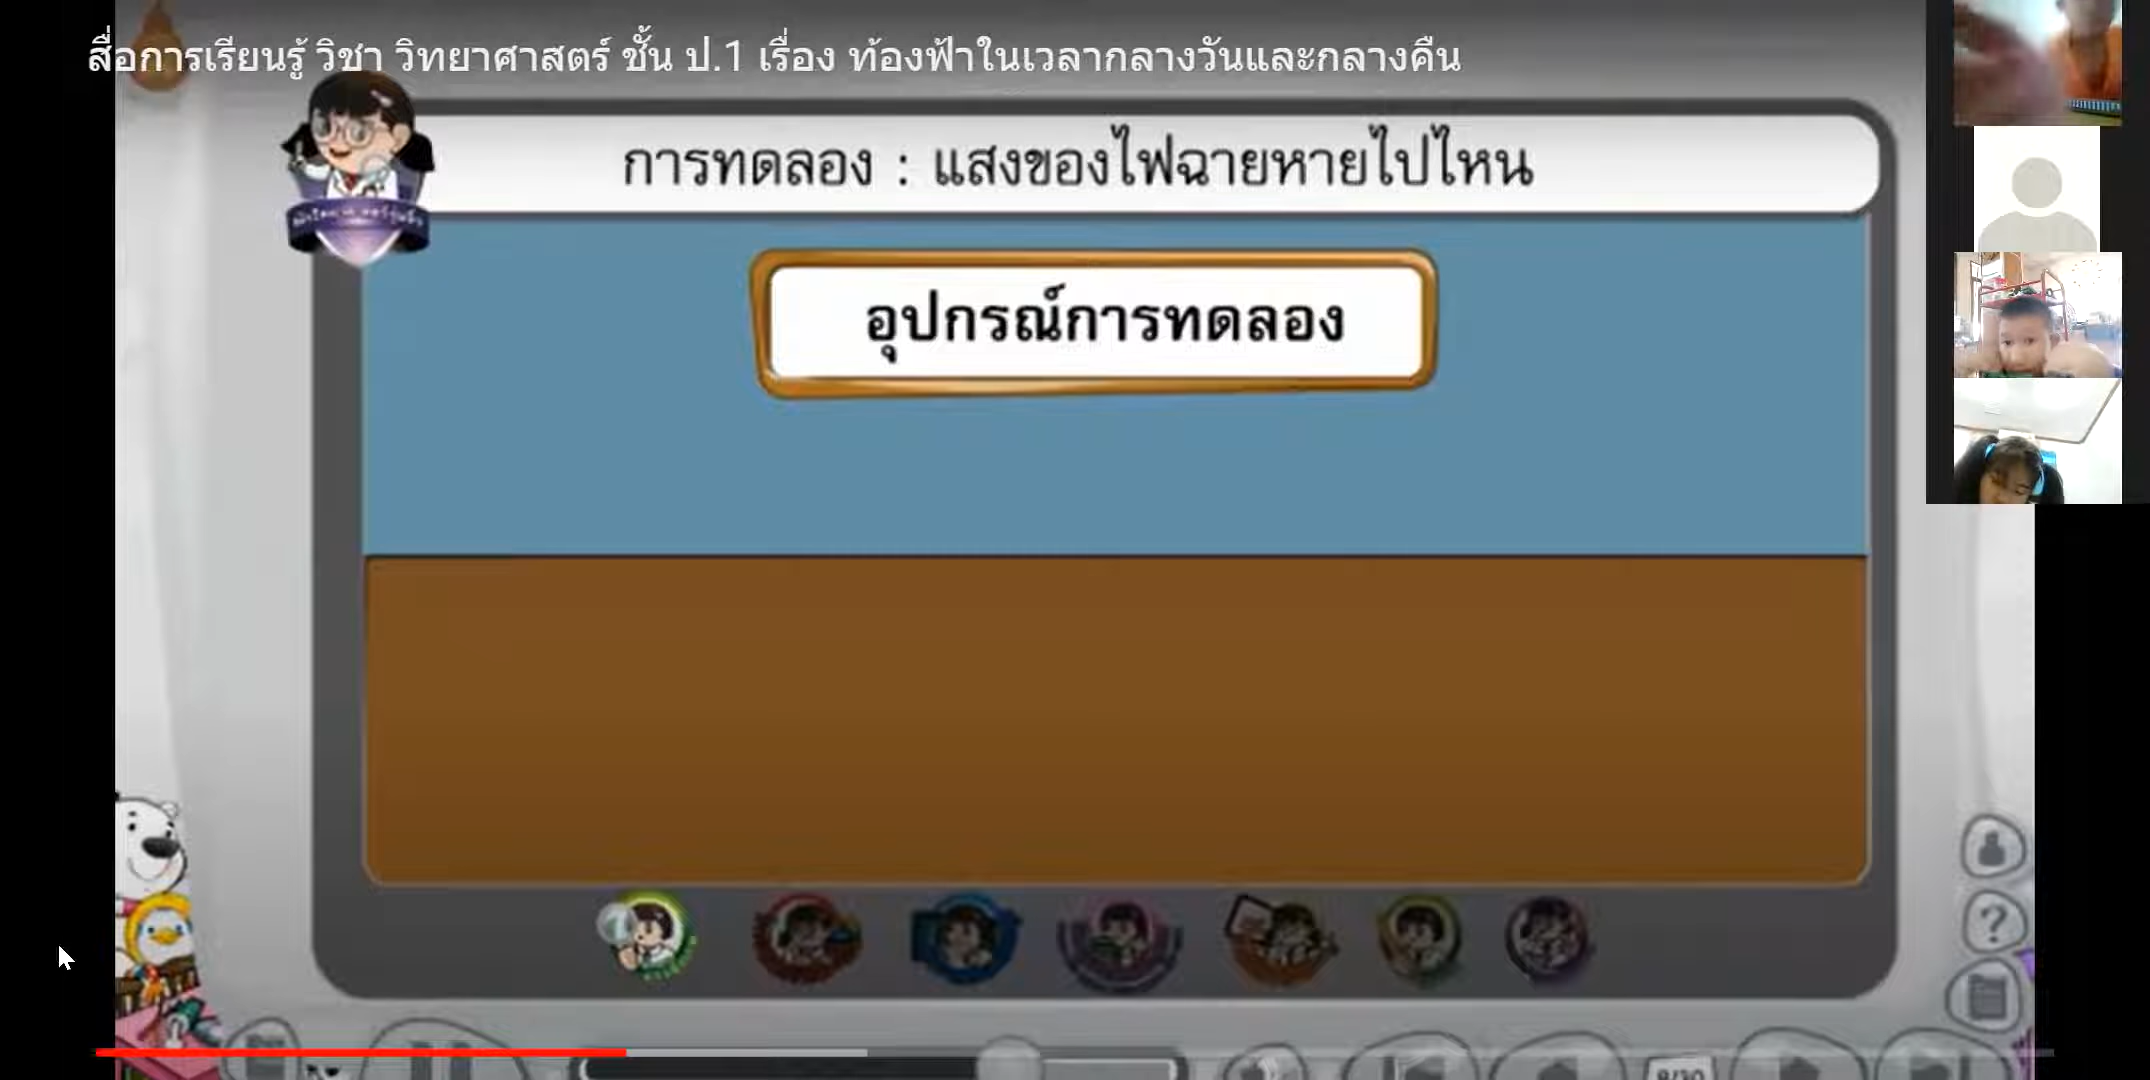 สื่อการเรียนรู้ วิชา วิทยาศาสตร์ ชั้น ป.1 เรื่อง ท้องฟ้าในเวลากลางวันและกลางคืน
การทดลอง : แสงของไฟฉายหายไปไหน
อุปกรณ์การทดลอง
?